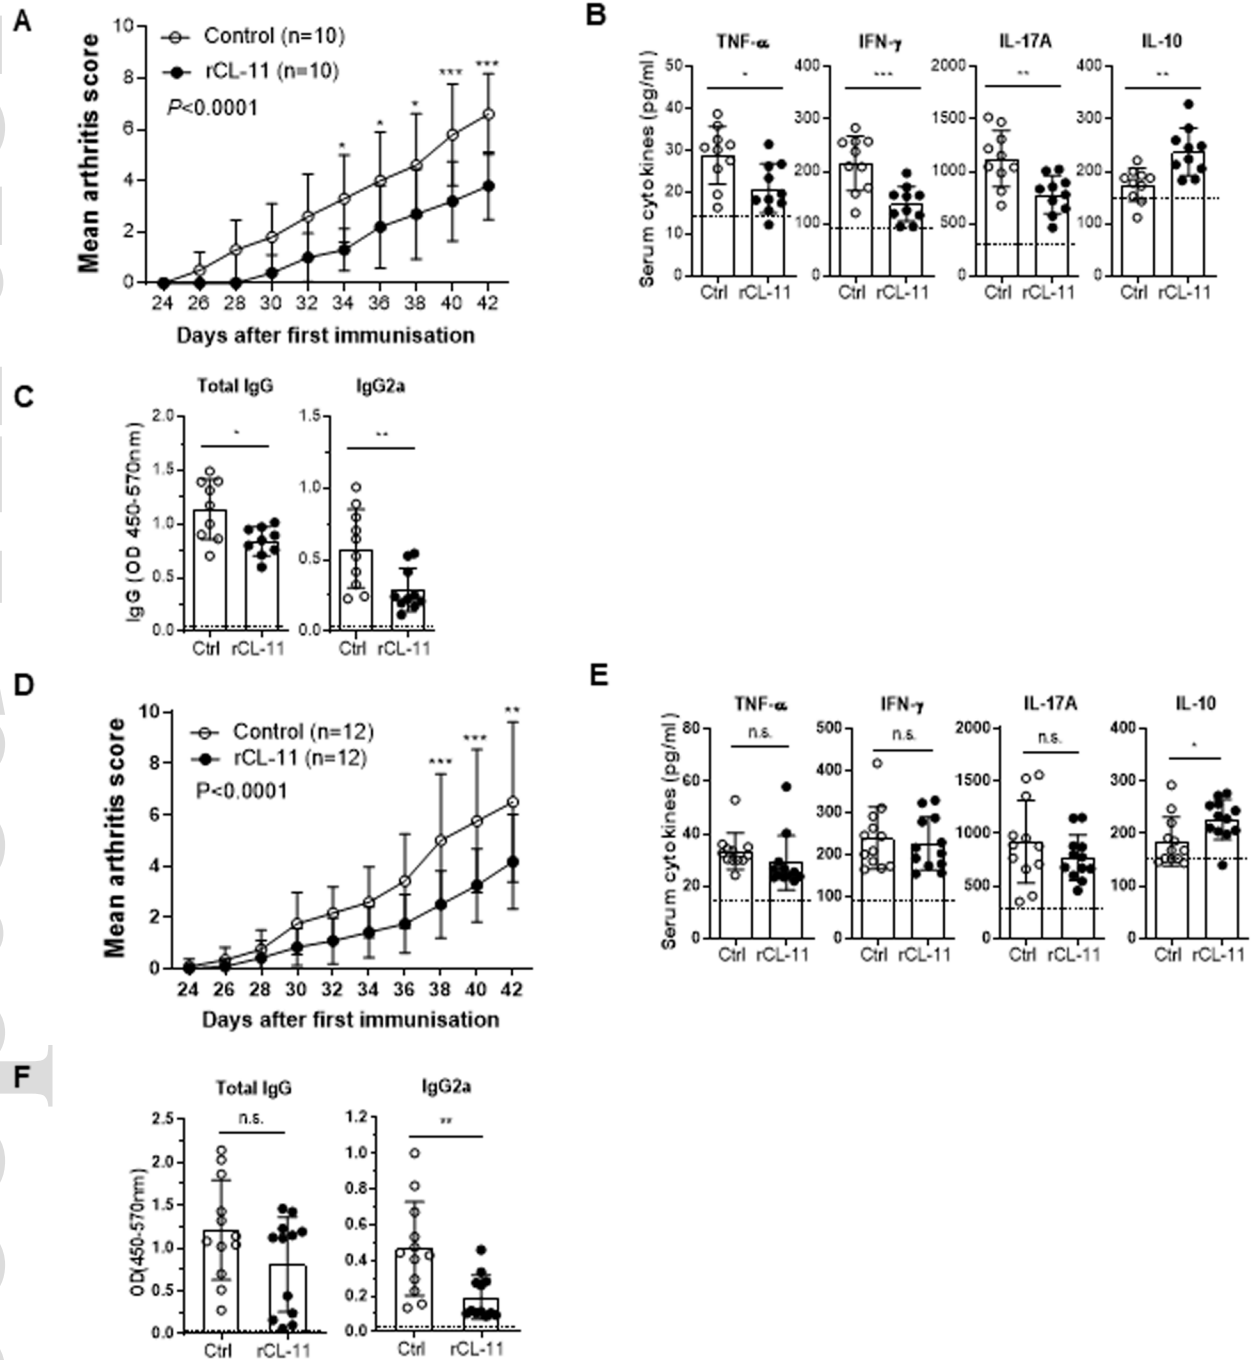 A
10
8
6
4
2
0
Control (n=10)
rCL-11 (n=10)
P<0.0001
* * * *** ***
Mean arthritis score
24 26 28 30 32 34 36 38 40 42
Days after first immunisation
B
TNF-α IFN-γ IL-17A IL-10
Serum cytokines (pg/ml)
50
40
30
20
10
0
*
Ctrl rCL-11
400
300
200
100
0
***
Ctrl rCL-11
2000
1500
1000
500
0
**
Ctrl rCL-11
400
300
200
100
0
**
Ctrl rCL-11
C
Total IgG IgG2a
IgG (OD 450-570nm)
2.0
1.5
1.0
0.5
0.0
*
Ctrl rCL-11
1.5
1.0
0.5
0.0
**
Ctrl rCL-11
D
10
8
6
4
2
0
Control (n=12)
rCL-11 (n=12)
P<0.0001
*** *** **
Mean arthritis score
24 26 28 30 32 34 36 38 40 42
Days after first immunisation
E
TNF-α IFN-γ IL-17A IL-10
Serum cytokines (pg/ml)
80
60
40
20
0
n.s.
Ctrl rCL-11
500
400
300
200
100
0
n.s.
Ctrl rCL-11
2000
1500
1000
500
0
n.s.
Ctrl rCL-11
400
300
200
100
0
*
Ctrl rCL-11
F
Total IgG IgG2a
OD(450-570nm)
2.5
2.0
1.5
1.0
0.5
0.0
n.s.
Ctrl rCL-11
1.2
1.0
0.8
0.6
0.4
0.2
0.0
**
Ctrl rCL-11